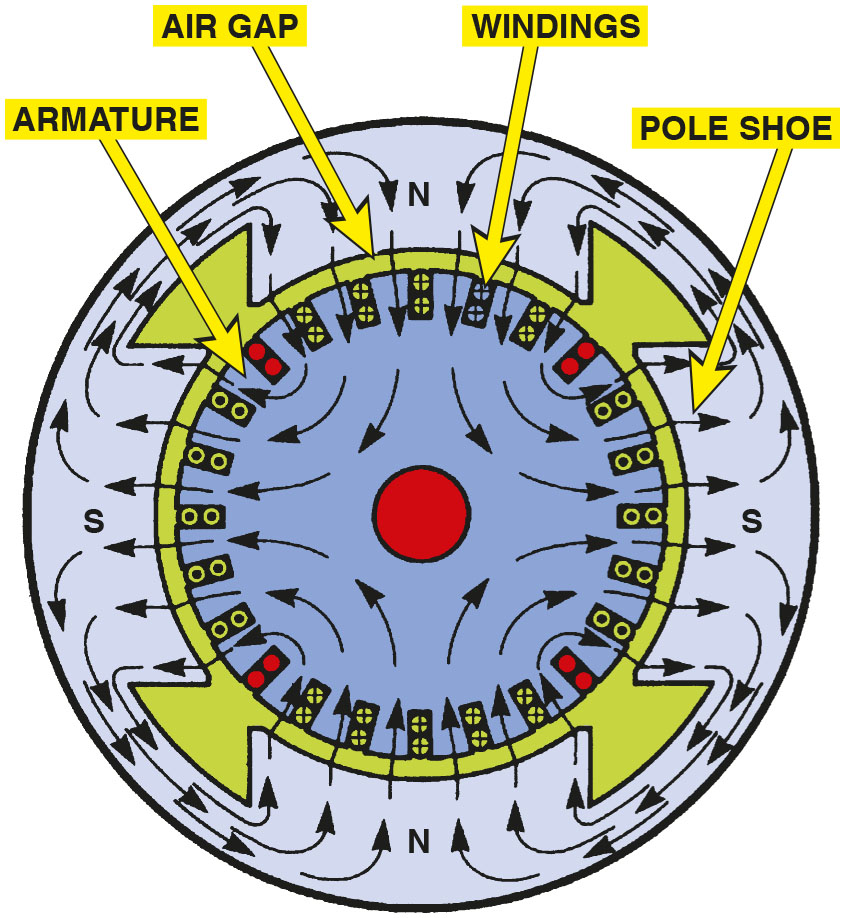 AIR GAP
WINDINGS
ARMATURE
POLE SHOE
N
S
S
N